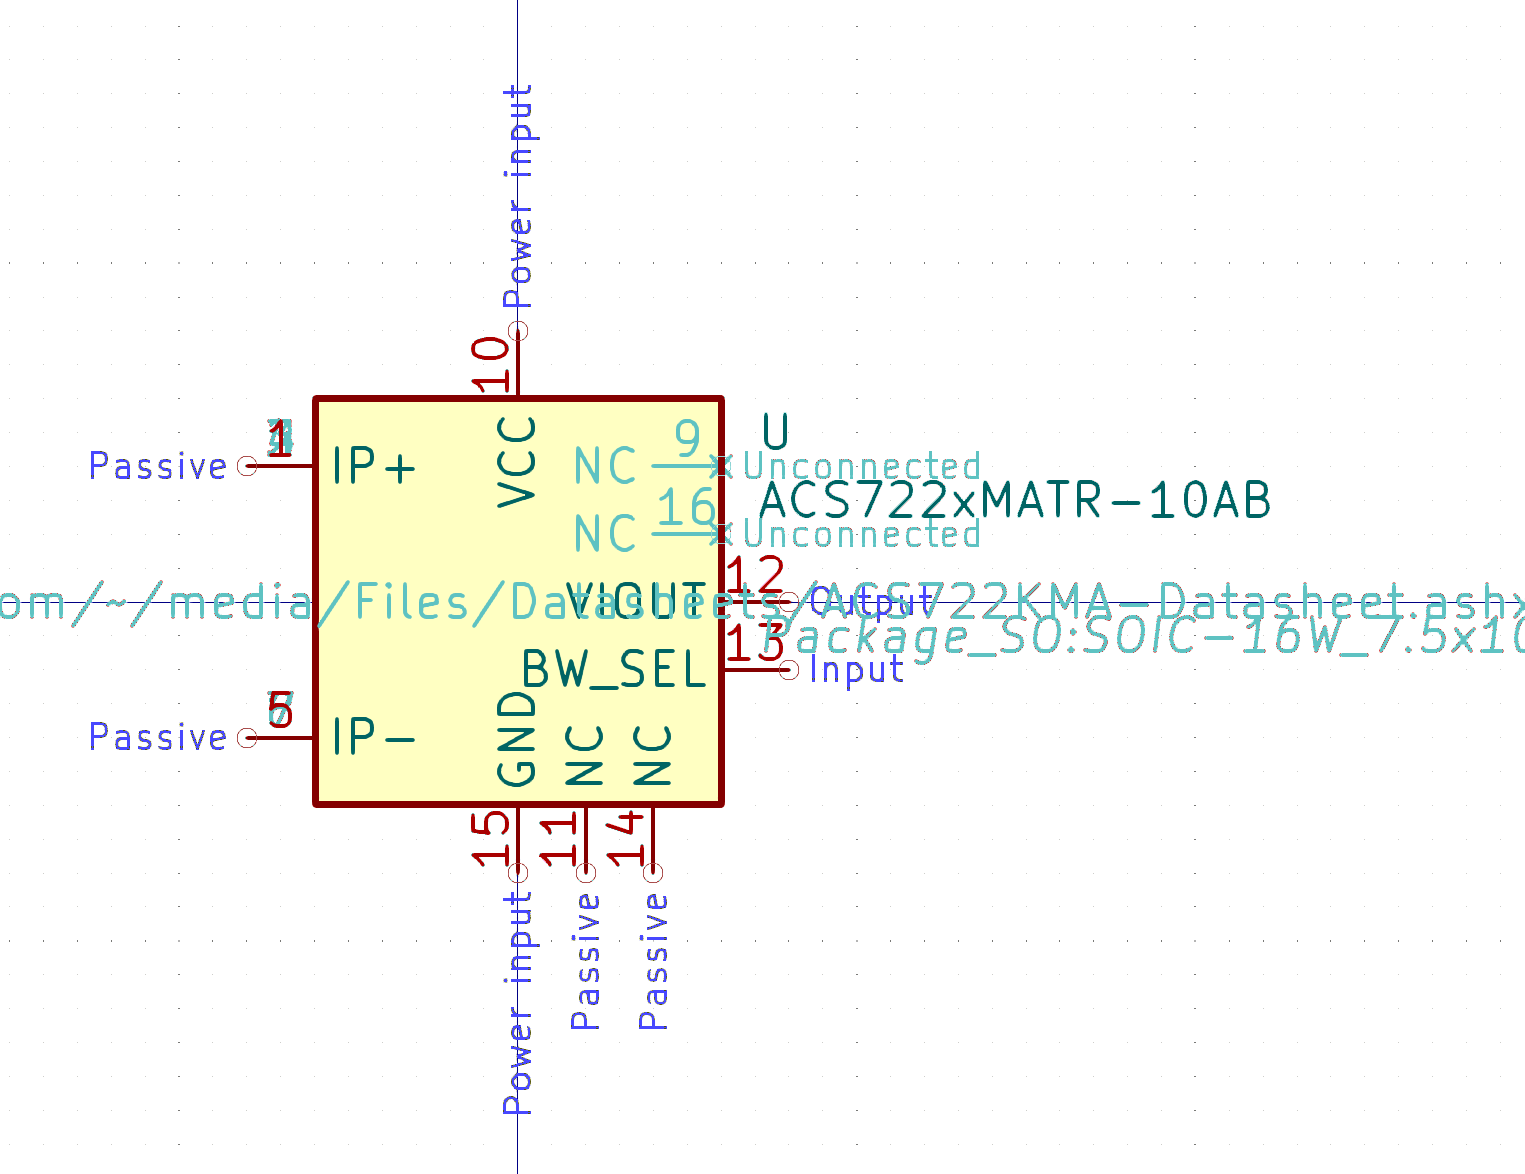 Power input
10
VCC
1
Passive
IP+
9
NC
Unconnected
U
ACS722xMATR-10AB
16
NC
Unconnected
12
VIOUT
Output
om/~/media/Files/Datasheets/ACS722KMA-Datasheet.ashx
Package_SO:SOIC-16W_7.5x10
13
BW_SEL
Input
5
Passive
IP-
GND
NC
NC
15
11
14
Power input
Passive
Passive